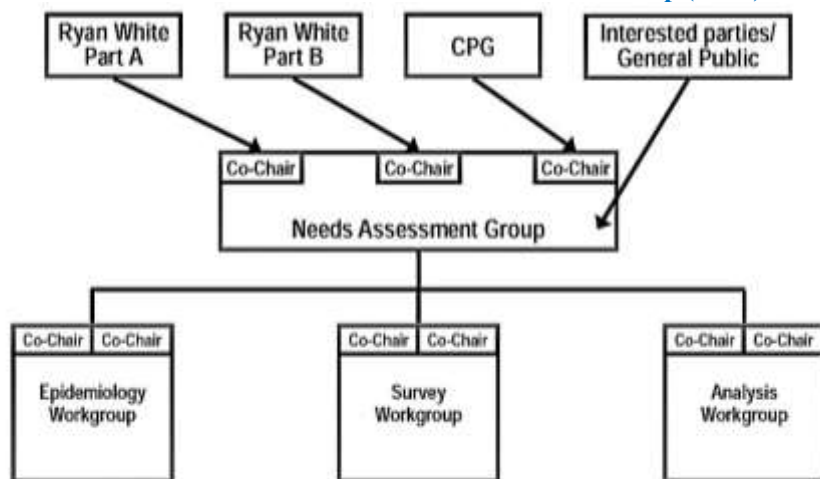 Ryan White
Part A
Ryan White
Part B
CPG
Interested parties/
General Public
Co-Chair
Co-Chair
Co-Chair
Needs Assessment Group
Co-Chair
Co-Chair
Co-Chair
Co-Chair
Co-Chair
Co-Chair
Epidemiology
Workgroup
Survey
Workgroup
Analysis
Workgroup